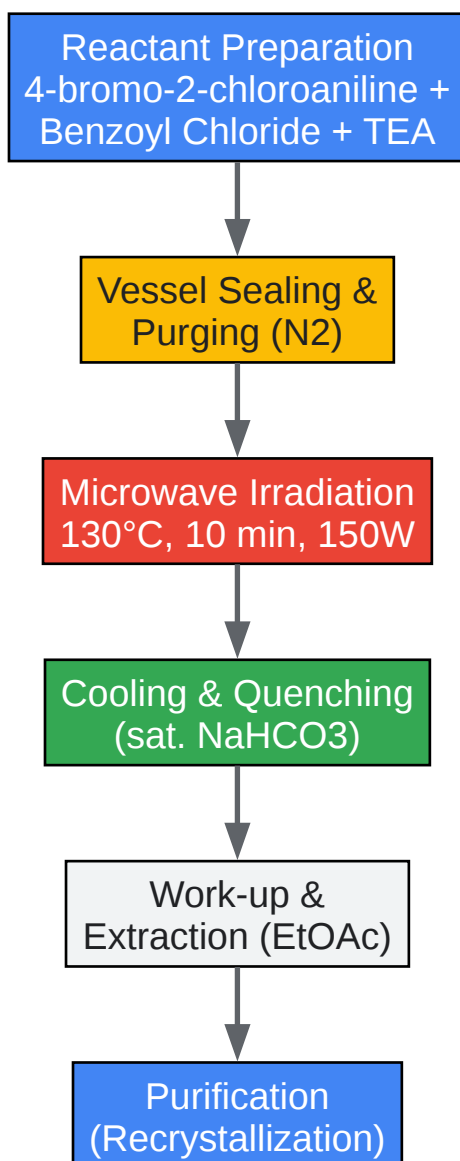 Reactant Preparation
4-bromo-2-chloroaniline +
Benzoyl Chloride + TEA
Vessel Sealing &
Purging (N2)
Microwave Irradiation
130°C, 10 min, 150W
Cooling & Quenching
(sat. NaHCO3)
Work-up &
Extraction (EtOAc)
Purification
(Recrystallization)